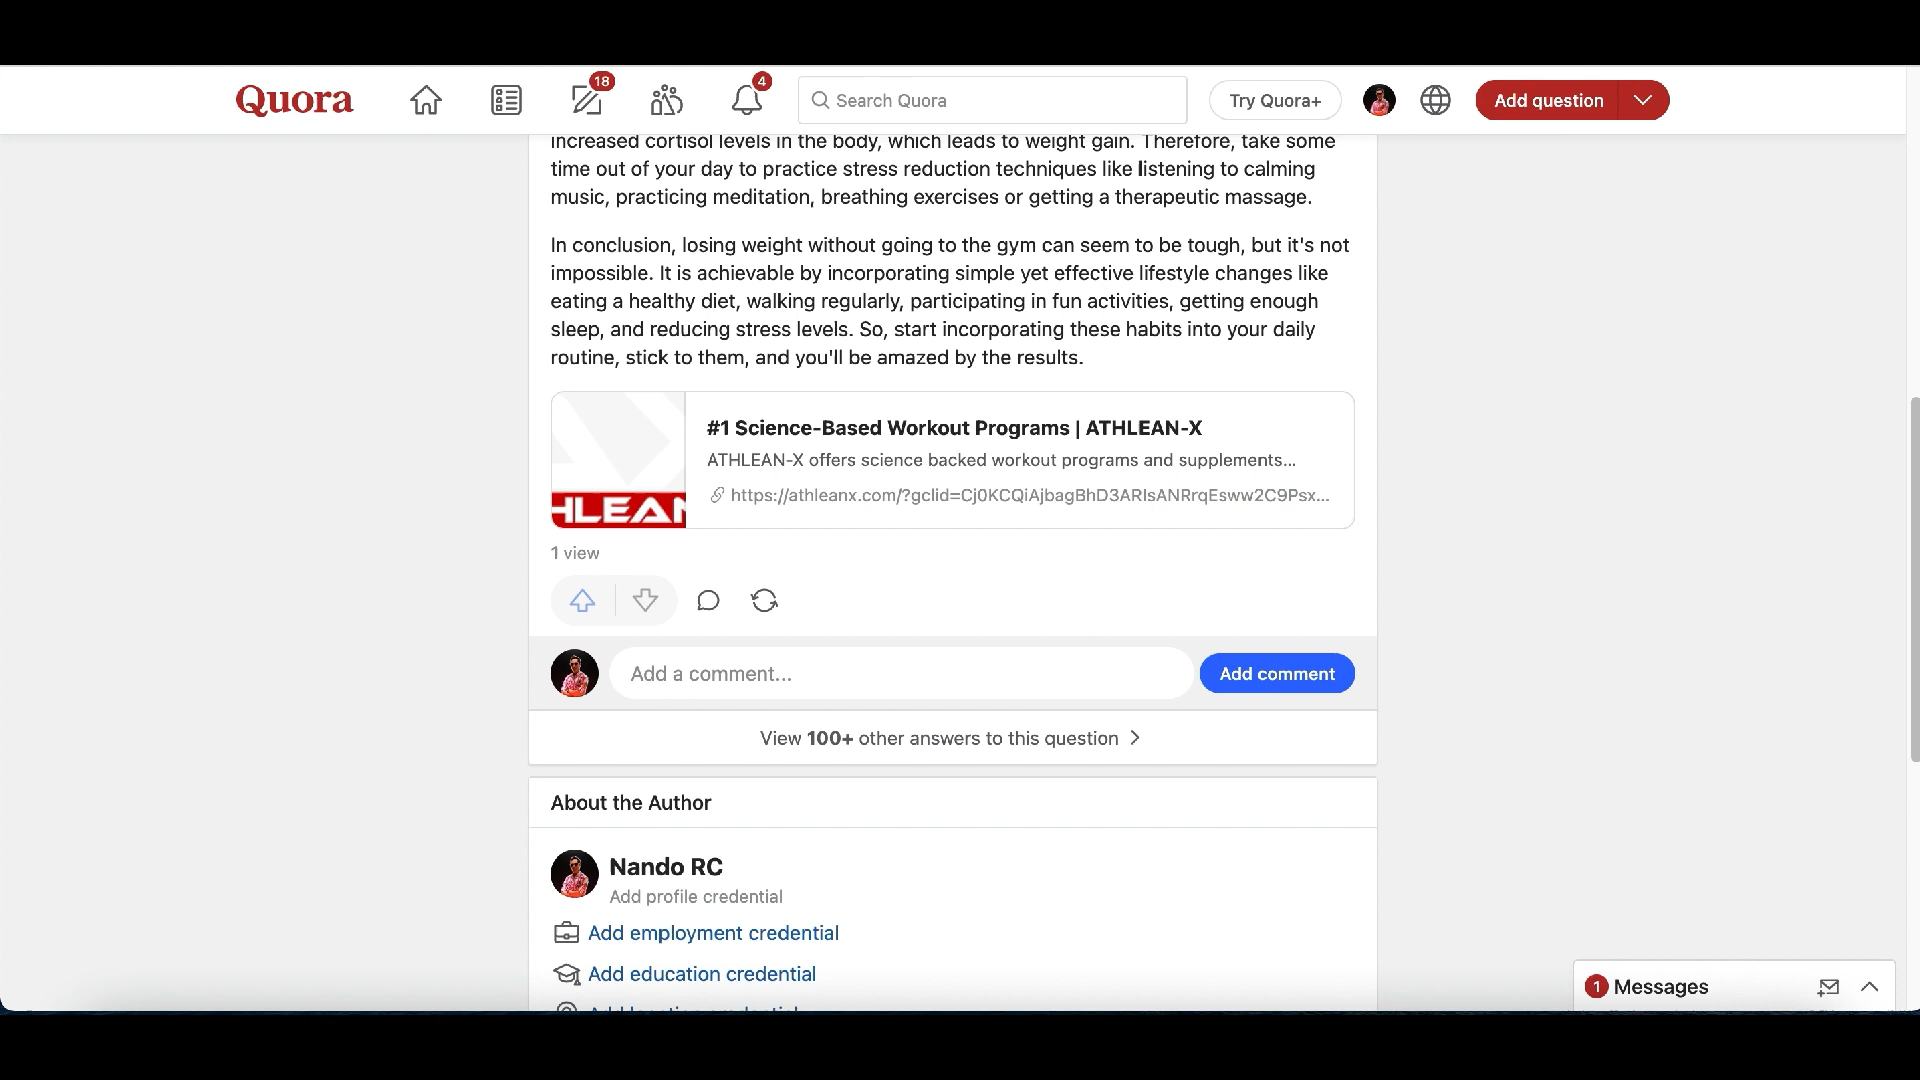 Quora
18
4
Search Quora
Try Quora+
Add question
increased cortisol levels in the body, which leads to weight gain. Therefore, take some
time out of your day to practice stress reduction techniques like listening to calming
music, practicing meditation, breathing exercises or getting a therapeutic massage.
In conclusion, losing weight without going to the gym can seem to be tough, but it's not
impossible. It is achievable by incorporating simple yet effective lifestyle changes like
eating a healthy diet, walking regularly, participating in fun activities, getting enough
sleep, and reducing stress levels. So, start incorporating these habits into your daily
routine, stick to them, and you'll be amazed by the results.
HLEAN
#1 Science-Based Workout Programs | ATHLEAN-X
ATHLEAN-X offers science backed workout programs and supplements...
https://athleanx.com/?gclid=Cj0KCQiAjbagBhD3ARIsANRrqEsww2C9Psx...
1 view
Add a comment...
Add comment
View 100+ other answers to this question
About the Author
Nando RC
Add profile credential
Add employment credential
Add education credential
1 Messages